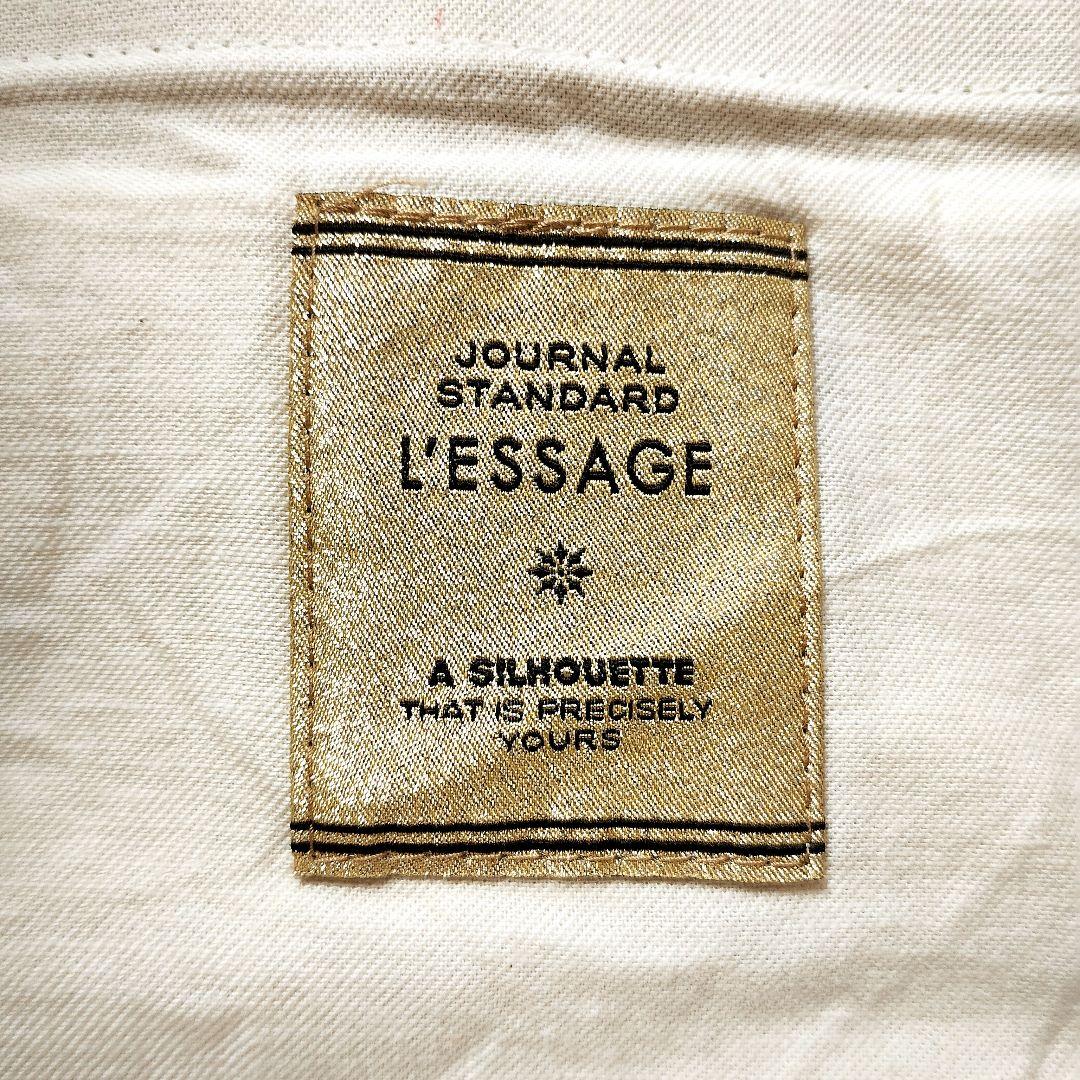 JOURNAL
STANDARD
L'ESSAGE
A SILHOUETTE
THAT IS PRECISELY
YOURS